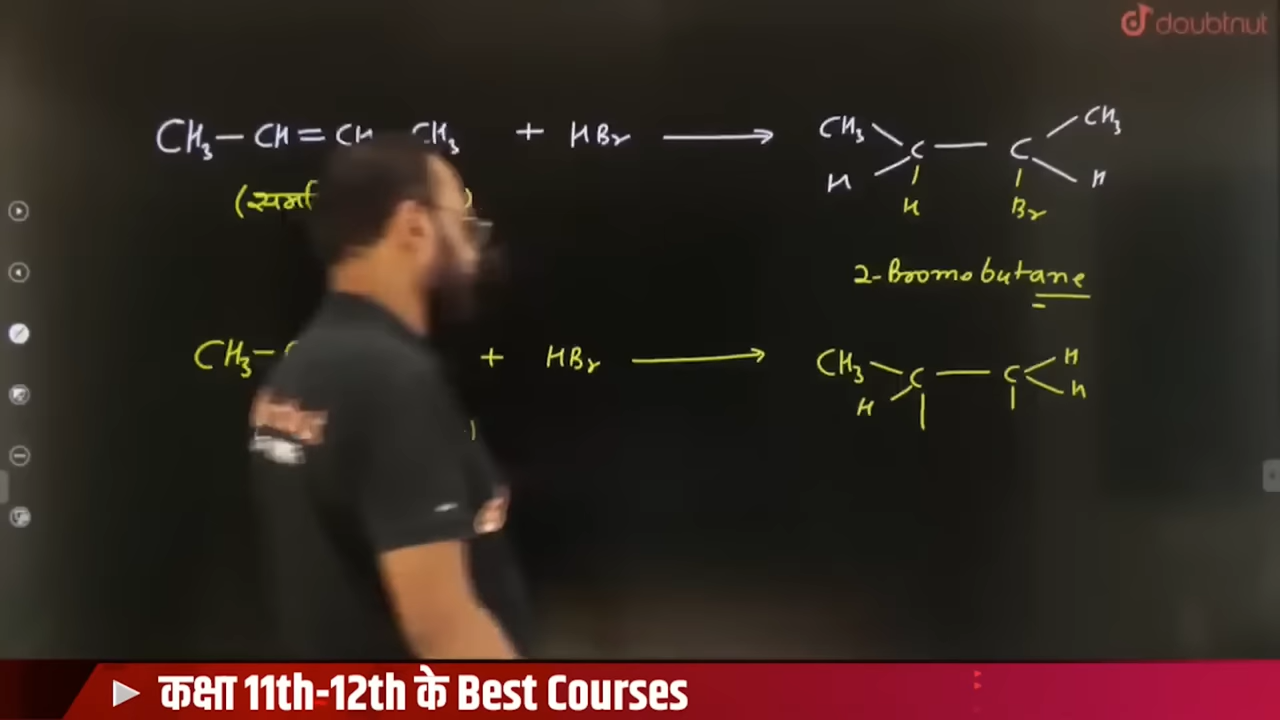 doubtnut
CH₃—CH=CH CH₃ + HBr ⟶ CH₃ C — C CH₃
H H
H Br
2-Bromobutane
CH₃— + HBr ⟶ CH₃ C — C H
H H
कक्षा 11th-12th के Best Courses